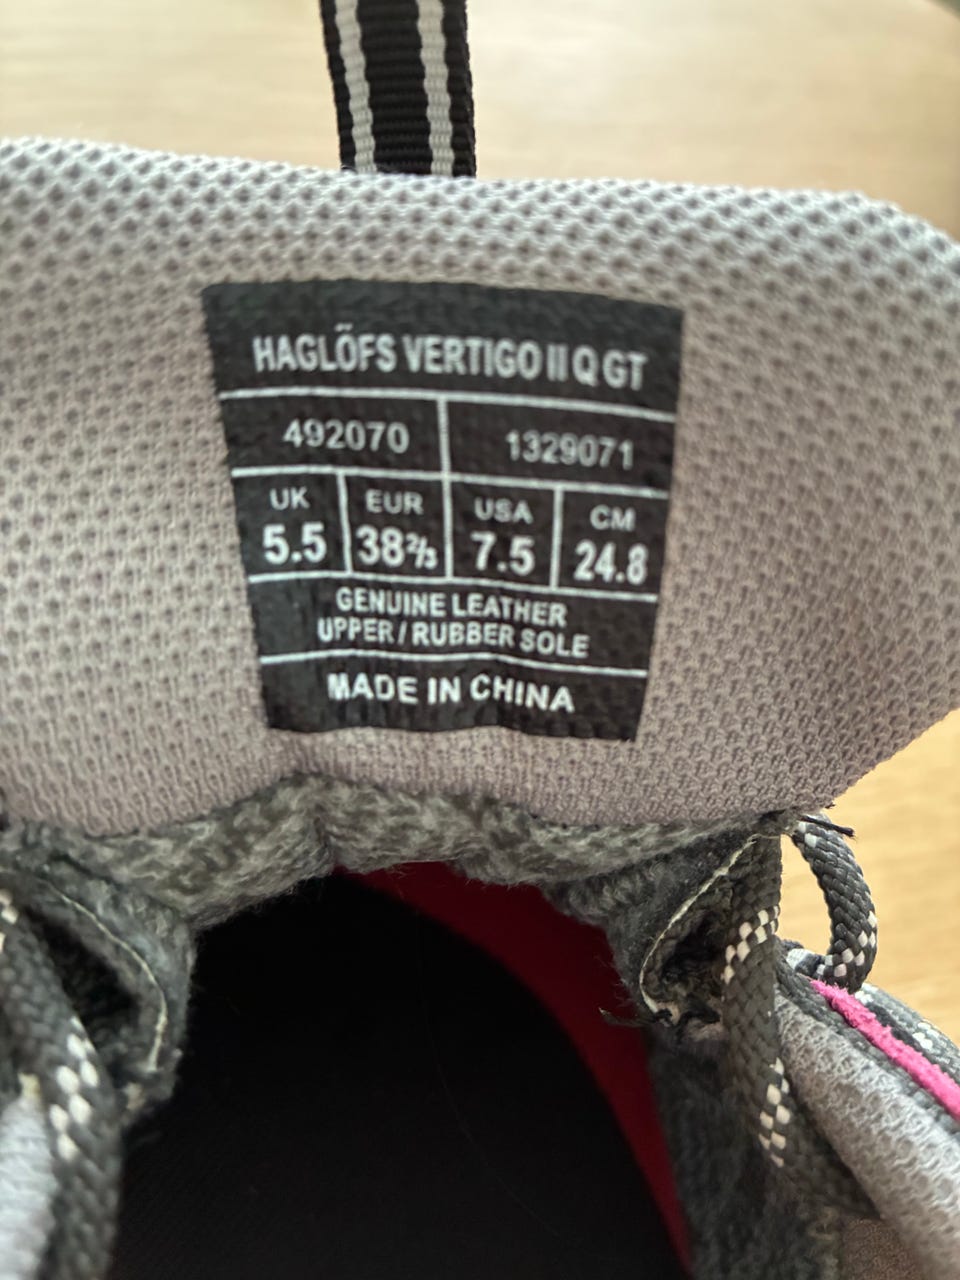 HAGLÖFS VERTIGO II Q GT
492070 1329071
UK EUR USA CM
5.5 38⅔ 7.5 24.8
GENUINE LEATHER
UPPER / RUBBER SOLE
MADE IN CHINA